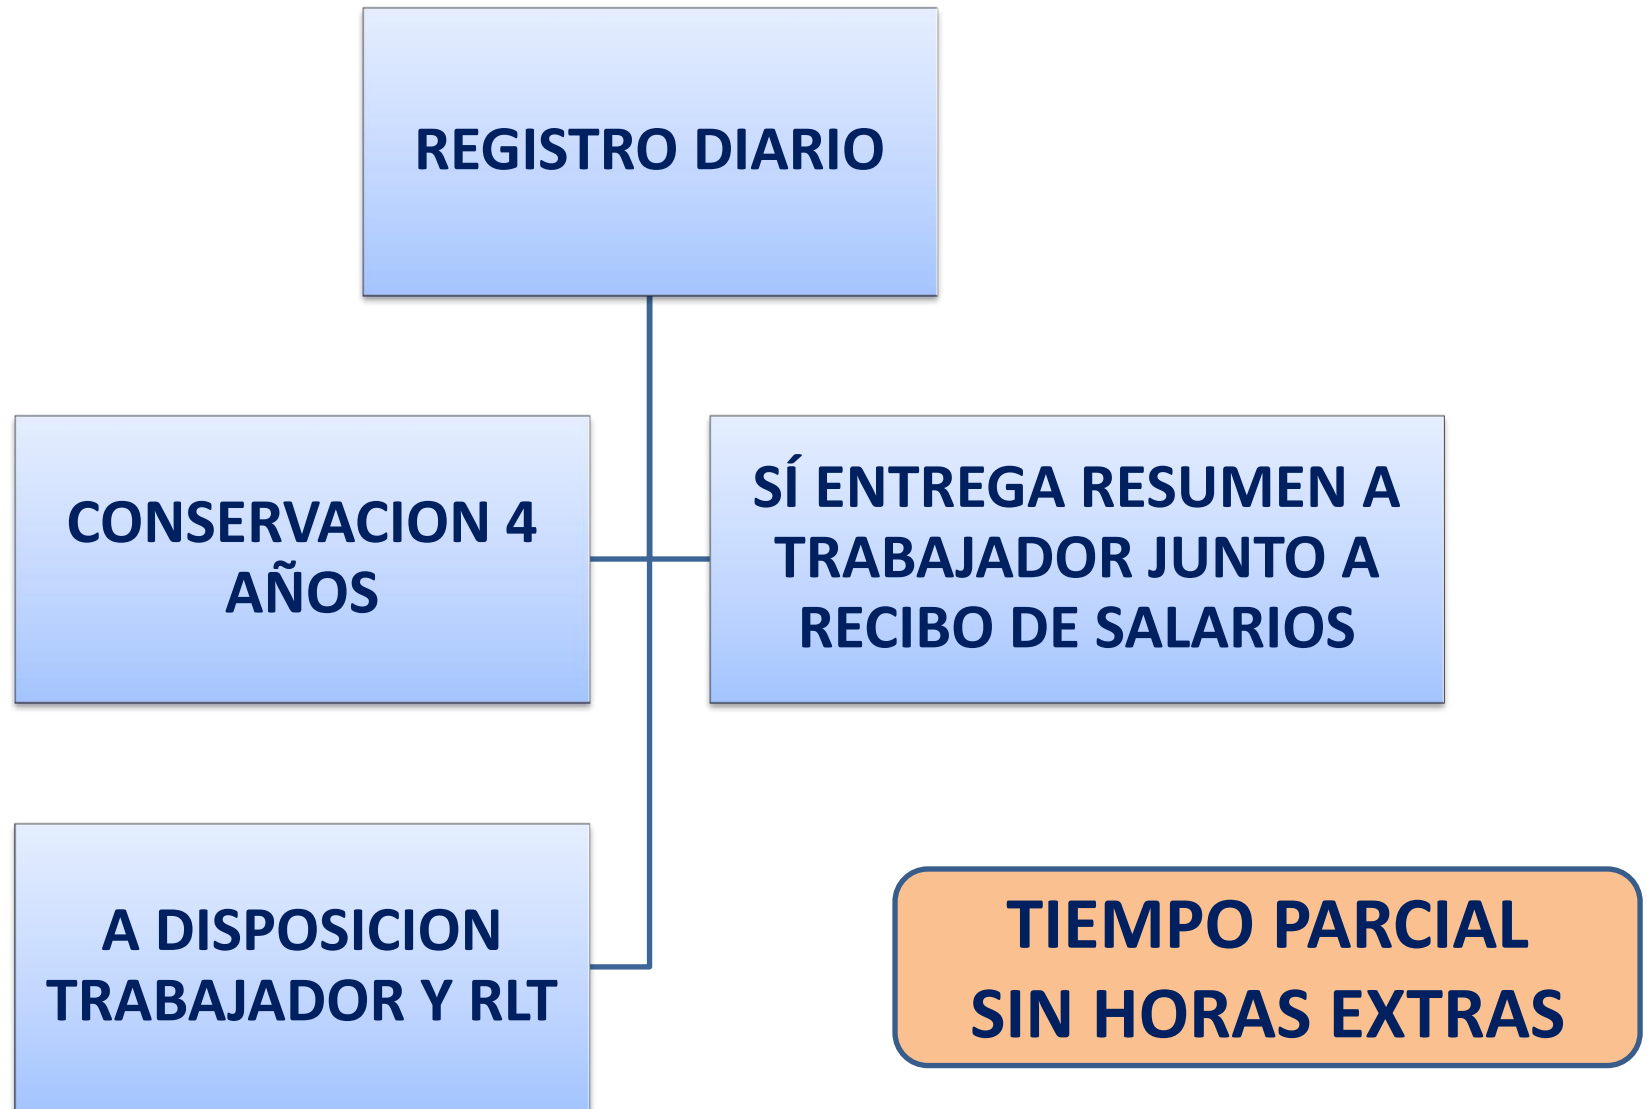 REGISTRO DIARIO
CONSERVACION 4
AÑOS
SÍ ENTREGA RESUMEN A
TRABAJADOR JUNTO A
RECIBO DE SALARIOS
A DISPOSICION
TRABAJADOR Y RLT
TIEMPO PARCIAL
SIN HORAS EXTRAS